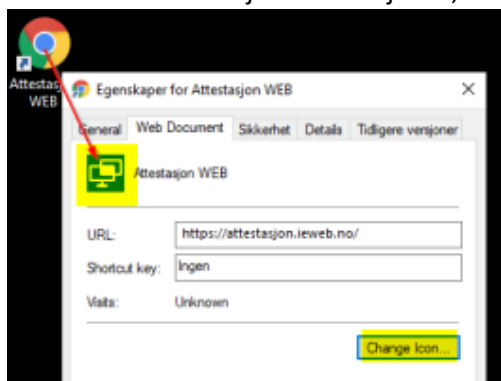 Attestasj
WEB
Egenskaper for Attestasjon WEB
General Web Document Sikkerhet Details Tidligere versjoner
Attestasjon WEB
URL: https://attestasjon.ieweb.no/
Shortcut key: Ingen
Visits: Unknown
Change Icon...